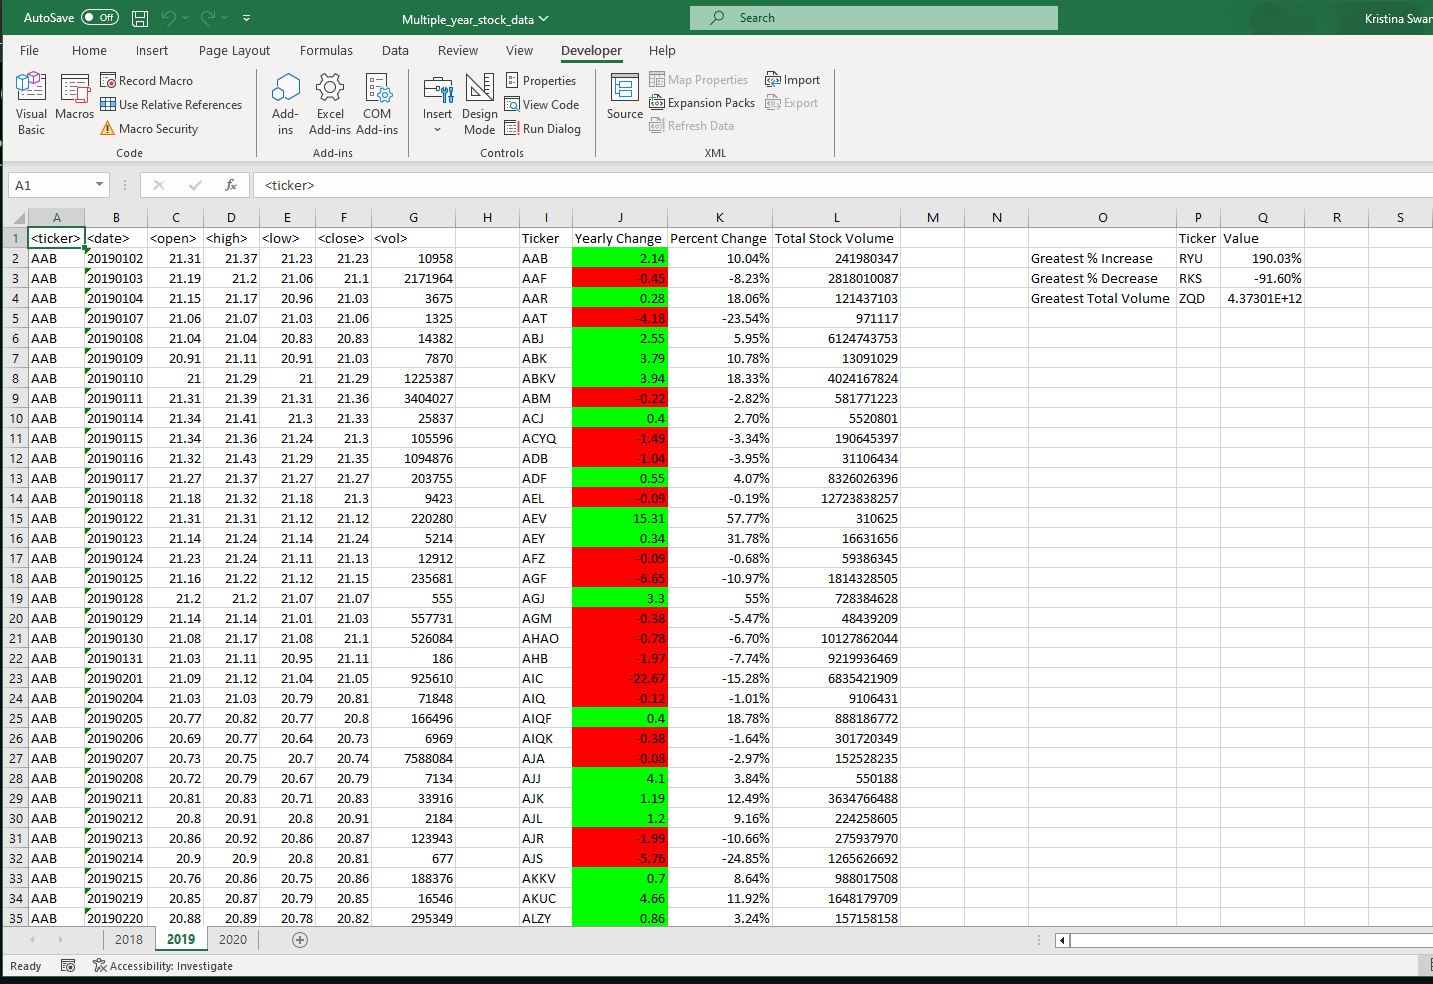 AutoSave Off Multiple_year_stock_data Search Kristina Swan
File Home Insert Page Layout Formulas Data Review View Developer Help
Visual Basic Macros Record Macro Use Relative References Macro Security Code
Add-ins Excel Add-ins COM Add-ins Add-ins
Insert Design Mode Properties View Code Run Dialog Controls
Source Map Properties Expansion Packs Refresh Data Import Export XML
A1 fx <ticker>
A B C D E F G H I J K L M N O P Q R S
1 <ticker> <date> <open> <high> <low> <close> <vol> Ticker Yearly Change Percent Change Total Stock Volume Ticker Value
2 AAB 20190102 21.31 21.37 21.23 21.23 10958 AAB 2.14 10.04% 241980347 Greatest % Increase RYU 190.03%
3 AAB 20190103 21.19 21.2 21.06 21.1 2171964 AAF -0.45 -8.23% 2818010087 Greatest % Decrease RKS -91.60%
4 AAB 20190104 21.15 21.17 20.96 21.03 3675 AAR 0.28 18.06% 121437103 Greatest Total Volume ZQD 4.37301E+12
5 AAB 20190107 21.06 21.07 21.03 21.06 1325 AAT -4.18 -23.54% 971117
6 AAB 20190108 21.04 21.04 20.83 20.83 14382 ABJ 2.55 5.95% 6124743753
7 AAB 20190109 20.91 21.11 20.91 21.03 7870 ABK 3.79 10.78% 13091029
8 AAB 20190110 21 21.29 21 21.29 1225387 ABKV 3.94 18.33% 4024167824
9 AAB 20190111 21.31 21.39 21.31 21.36 3404027 ABM -0.22 -2.82% 581771223
10 AAB 20190114 21.34 21.41 21.3 21.33 25837 ACJ 0.4 2.70% 5520801
11 AAB 20190115 21.34 21.36 21.24 21.3 105596 ACYQ -1.49 -3.34% 190645397
12 AAB 20190116 21.32 21.43 21.29 21.35 1094876 ADB -1.04 -3.95% 31106434
13 AAB 20190117 21.27 21.37 21.27 21.27 203755 ADF 0.55 4.07% 8326026396
14 AAB 20190118 21.18 21.32 21.18 21.3 9423 AEL -0.09 -0.19% 12723838257
15 AAB 20190122 21.31 21.31 21.12 21.12 220280 AEV 15.31 57.77% 310625
16 AAB 20190123 21.14 21.24 21.14 21.24 5214 AEY 0.34 31.78% 16631656
17 AAB 20190124 21.23 21.24 21.11 21.13 12912 AFZ -0.09 -0.68% 59386345
18 AAB 20190125 21.16 21.22 21.12 21.15 235681 AGF -6.65 -10.97% 1814328505
19 AAB 20190128 21.2 21.2 21.07 21.07 555 AGJ 3.3 55% 728384628
20 AAB 20190129 21.14 21.14 21.01 21.03 557731 AGM -0.38 -5.47% 48439209
21 AAB 20190130 21.08 21.17 21.08 21.1 526084 AHAO -0.78 -6.70% 10127862044
22 AAB 20190131 21.03 21.11 20.95 21.11 186 AHB -1.97 -7.74% 9219936469
23 AAB 20190201 21.09 21.12 21.04 21.05 925610 AIC -22.67 -15.28% 6835421909
24 AAB 20190204 21.03 21.03 20.79 20.81 71848 AIQ -0.12 -1.01% 9106431
25 AAB 20190205 20.77 20.82 20.77 20.8 166496 AIQF 0.4 18.78% 888186772
26 AAB 20190206 20.69 20.77 20.64 20.73 6969 AIQK -0.38 -1.64% 301720349
27 AAB 20190207 20.73 20.75 20.7 20.74 7588084 AJA -0.08 -2.97% 152528235
28 AAB 20190208 20.72 20.79 20.67 20.79 7134 AJJ 4.1 3.84% 550188
29 AAB 20190211 20.81 20.83 20.71 20.83 33916 AJK 1.19 12.49% 3634766488
30 AAB 20190212 20.8 20.91 20.8 20.91 2184 AJL 1.2 9.16% 224258605
31 AAB 20190213 20.86 20.92 20.86 20.87 123943 AJR -1.99 -10.66% 275937970
32 AAB 20190214 20.9 20.9 20.8 20.81 677 AJS -5.76 -24.85% 1265626692
33 AAB 20190215 20.76 20.86 20.75 20.86 188376 AKKV 0.7 8.64% 988017508
34 AAB 20190219 20.85 20.87 20.79 20.85 16546 AKUC 4.66 11.92% 1648179709
35 AAB 20190220 20.88 20.89 20.78 20.82 295349 ALZY 0.86 3.24% 157158158
2018 2019 2020
Ready Accessibility: Investigate